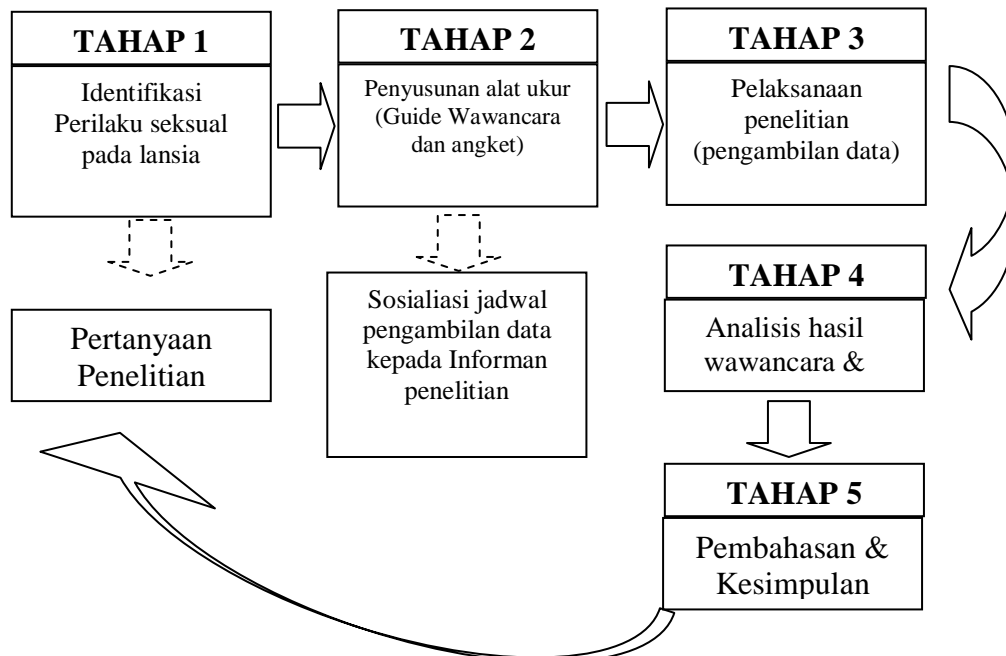 TAHAP 1
Identifikasi
Perilaku seksual
pada lansia
TAHAP 2
Penyusunan alat ukur
(Guide Wawancara
dan angket)
TAHAP 3
Pelaksanaan
penelitian
(pengambilan data)
Pertanyaan
Penelitian
Sosialiasi jadwal
pengambilan data
kepada Informan
penelitian
TAHAP 4
Analisis hasil
wawancara &
TAHAP 5
Pembahasan &
Kesimpulan